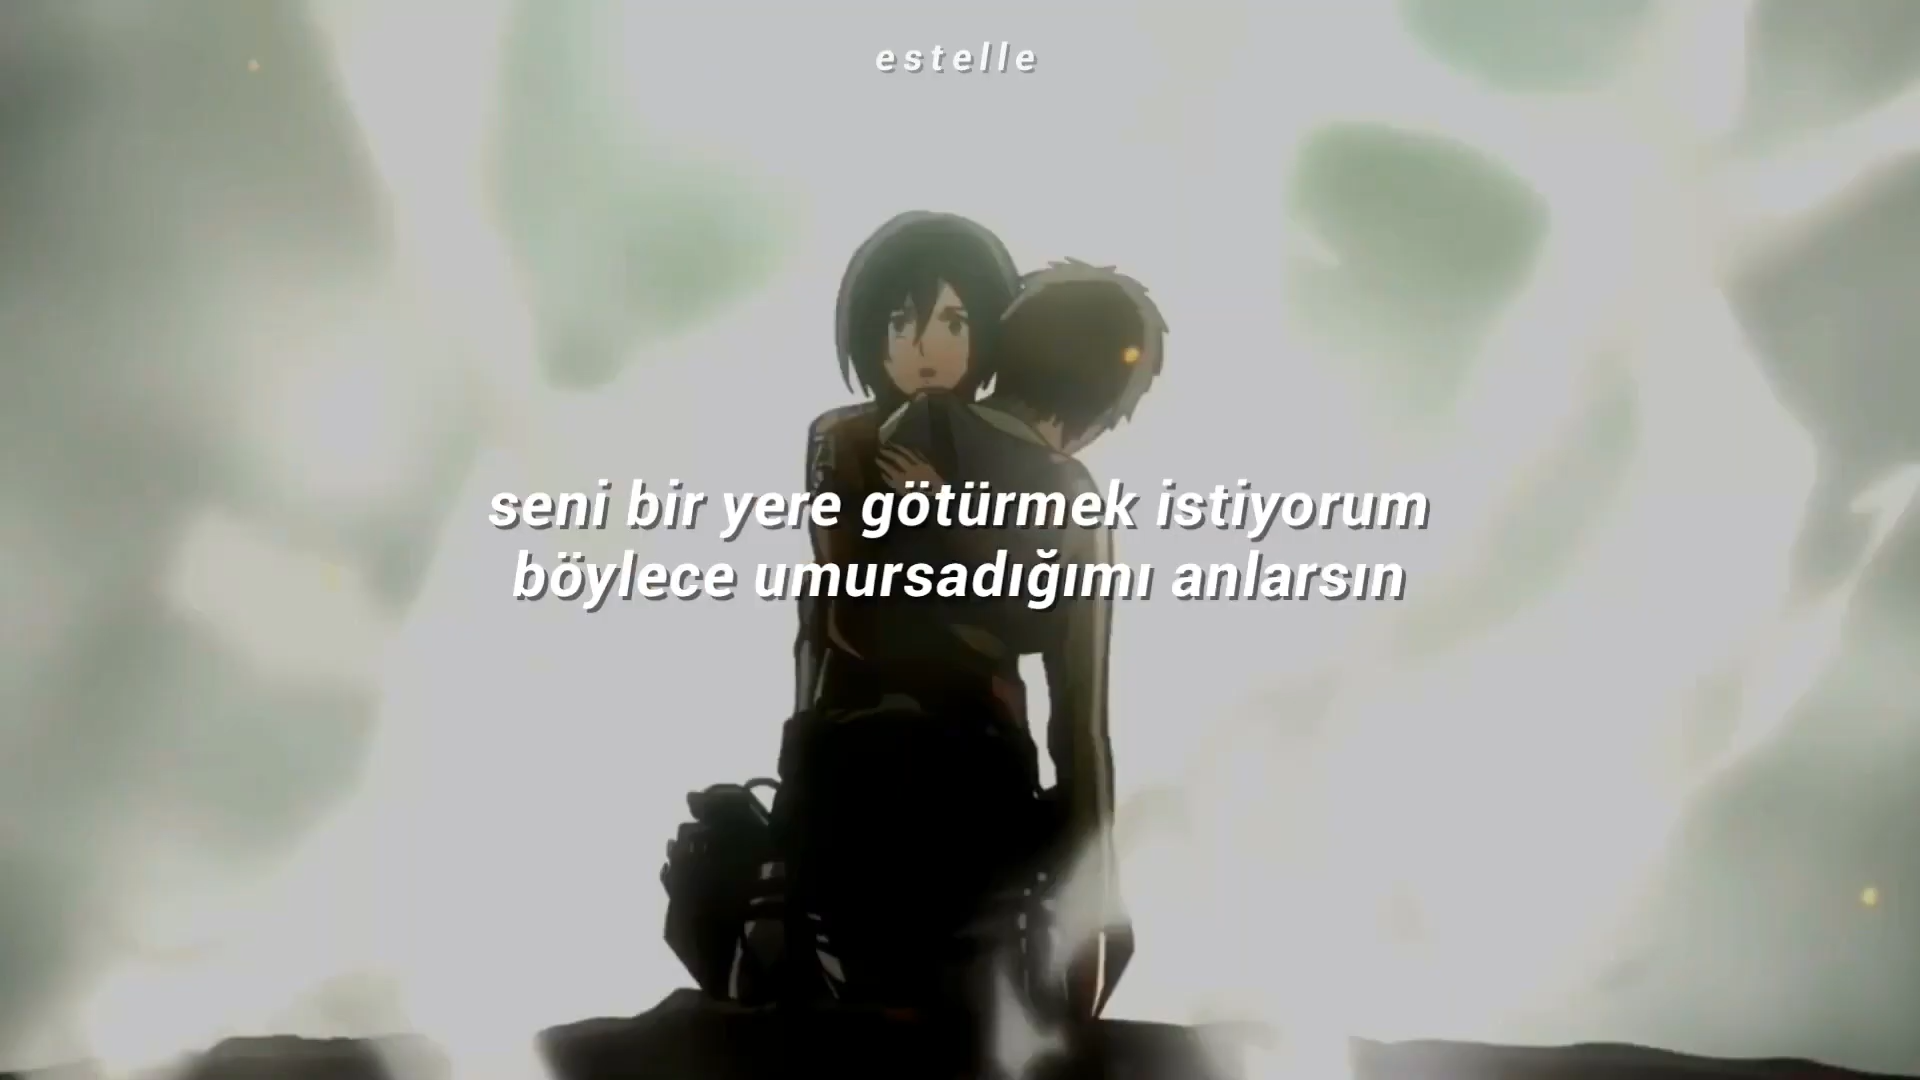 estelle
seni bir yere götürmek istiyorum
böylece umursadığımı anlarsın